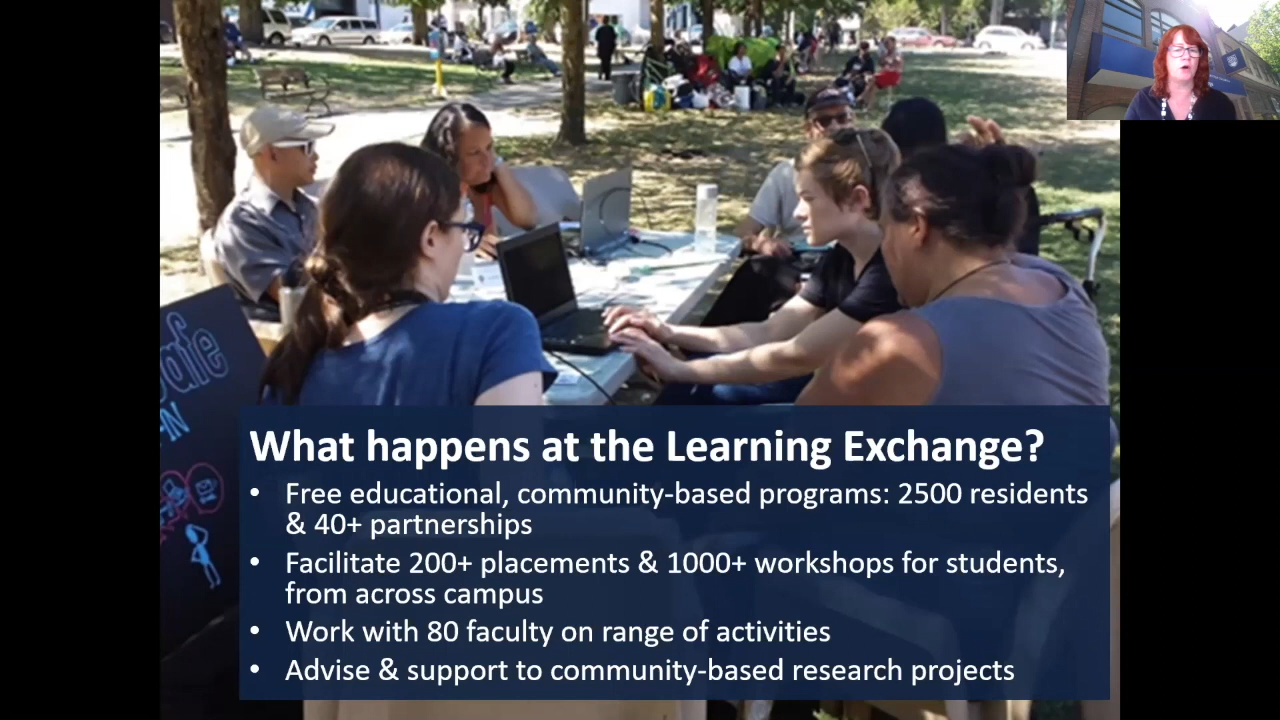 afe
IN
What happens at the Learning Exchange?
• Free educational, community-based programs: 2500 residents
& 40+ partnerships
• Facilitate 200+ placements & 1000+ workshops for students,
from across campus
• Work with 80 faculty on range of activities
• Advise & support to community-based research projects